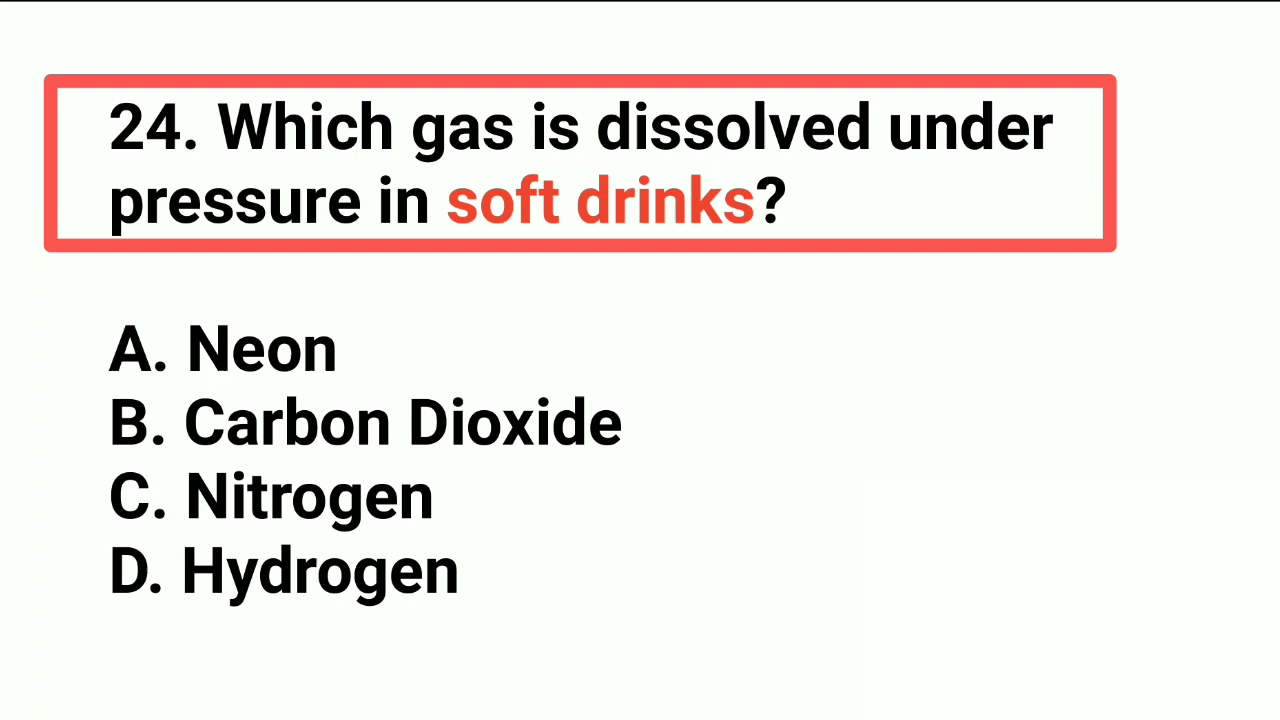 24. Which gas is dissolved under
pressure in soft drinks?
A. Neon
B. Carbon Dioxide
C. Nitrogen
D. Hydrogen